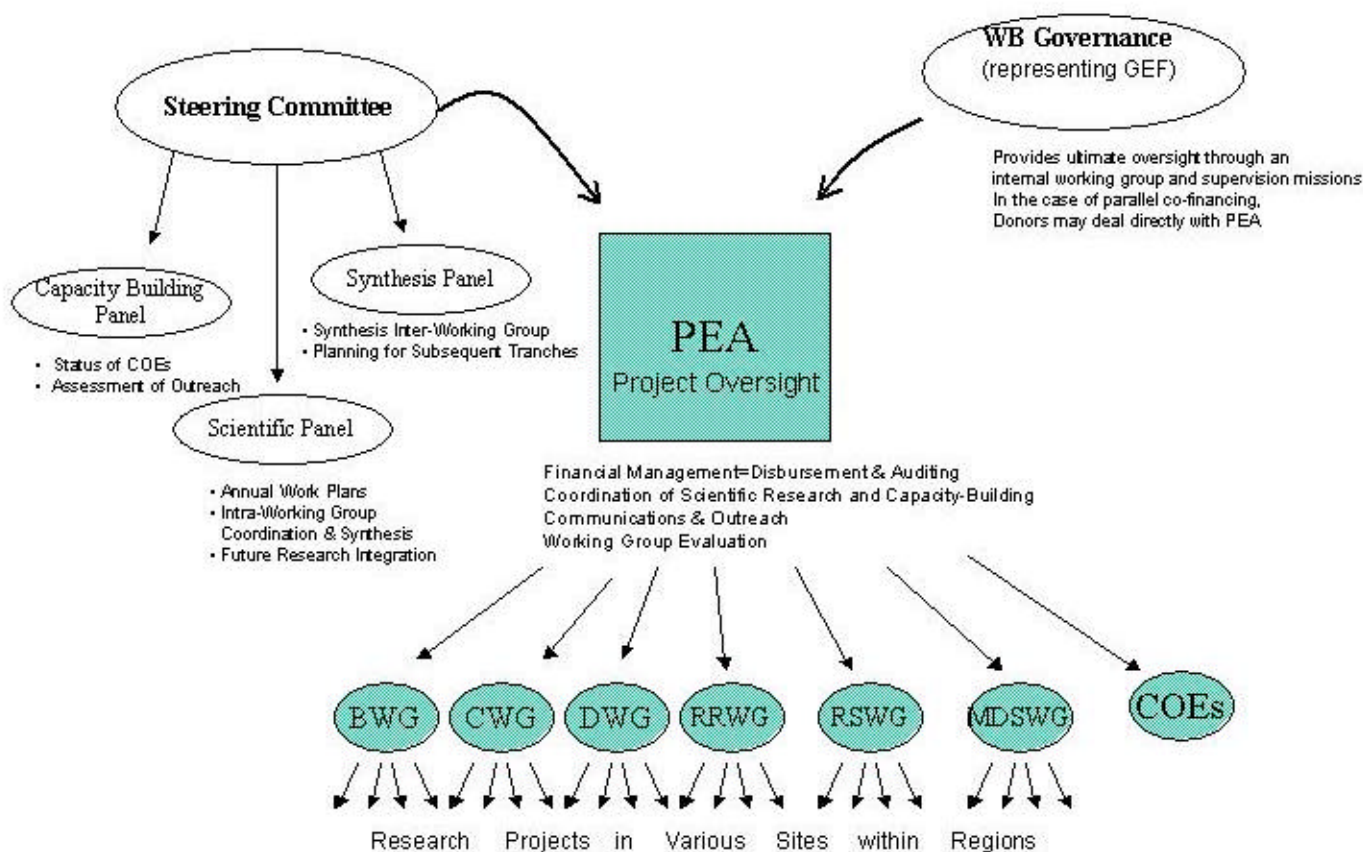 WB Governance
(representing GEF)
Steering Committee
Provides ultimate oversight through an
internal working group and supervision missions
In the case of parallel co-financing,
Donors may deal directly with PEA
Capacity Building
Panel
• Status of COEs
• Assessment of Outreach
Synthesis Panel
• Synthesis Inter-Working Group
• Planning for Subsequent Tranches
Scientific Panel
• Annual Work Plans
• Intra-Working Group
Coordination & Synthesis
• Future Research Integration
PEA
Project Oversight
Financial Management=Disbursement & Auditing
Coordination of Scientific Research and Capacity-Building
Communications & Outreach
Working Group Evaluation
BWG CWG DWG RRWG RSWG MDSWG COEs
Research Projects in Various Sites within Regions